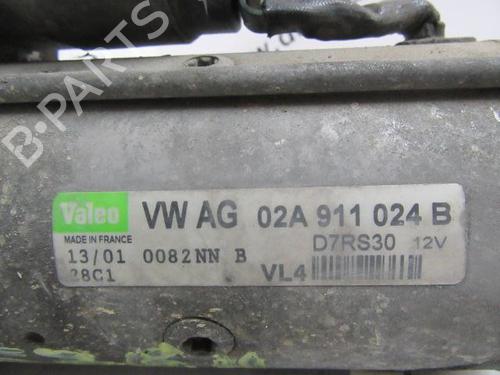 B-PARTS
Valeo VW AG 02A 911 024 B
MADE IN FRANCE D7RS30 12V
13/01 0082NN B
28C1 VL4